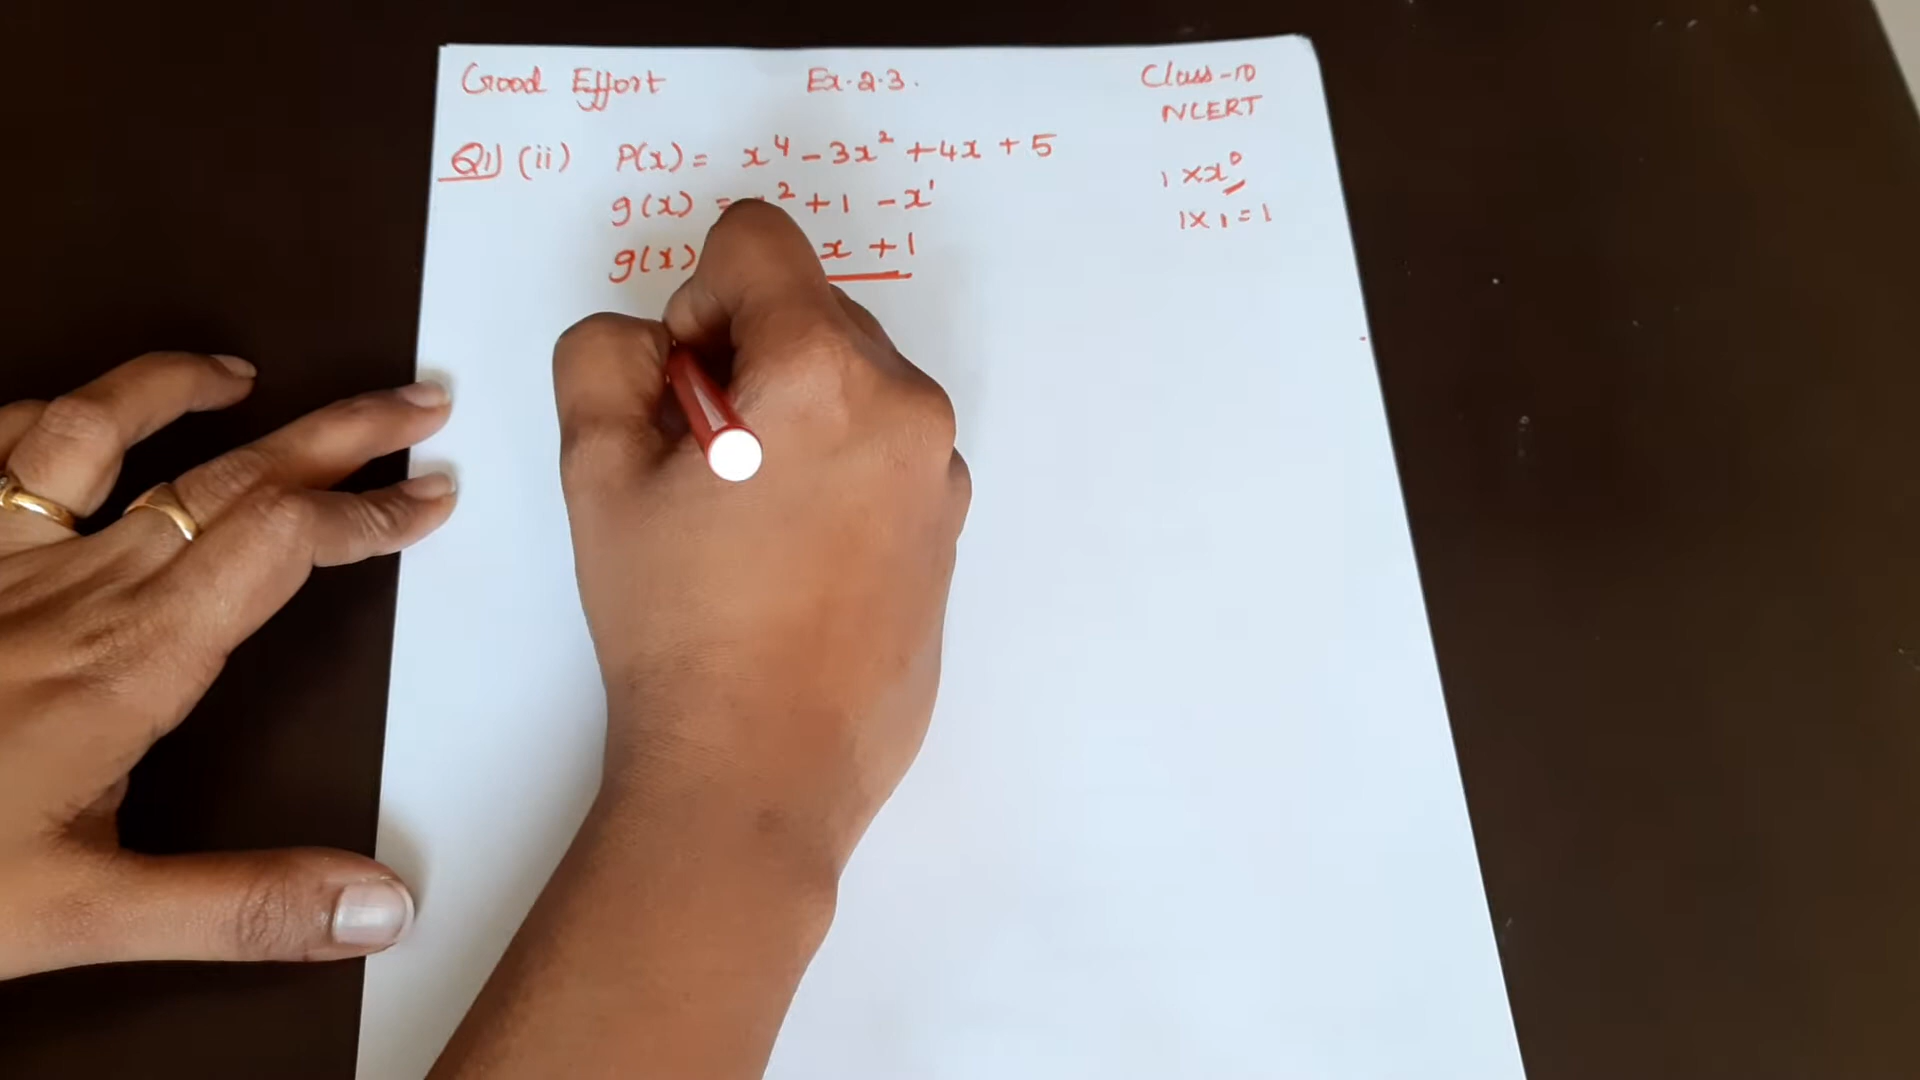 Good Effort Ex.2.3. Class-10
NCERT
Q1) (ii) P(x) = x⁴ - 3x² + 4x + 5
g(x) = ² + 1 - x¹
g(x) x + 1
1 × x⁰
1 × 1 = 1